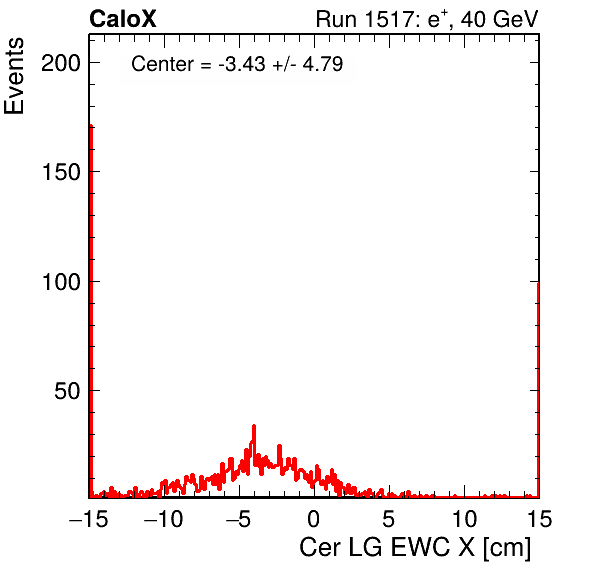 CaloX Run 1517: e⁺, 40 GeV
Center = -3.43 +/- 4.79
Events
200
150
100
50
−15 −10 −5 0 5 10 15
Cer LG EWC X [cm]